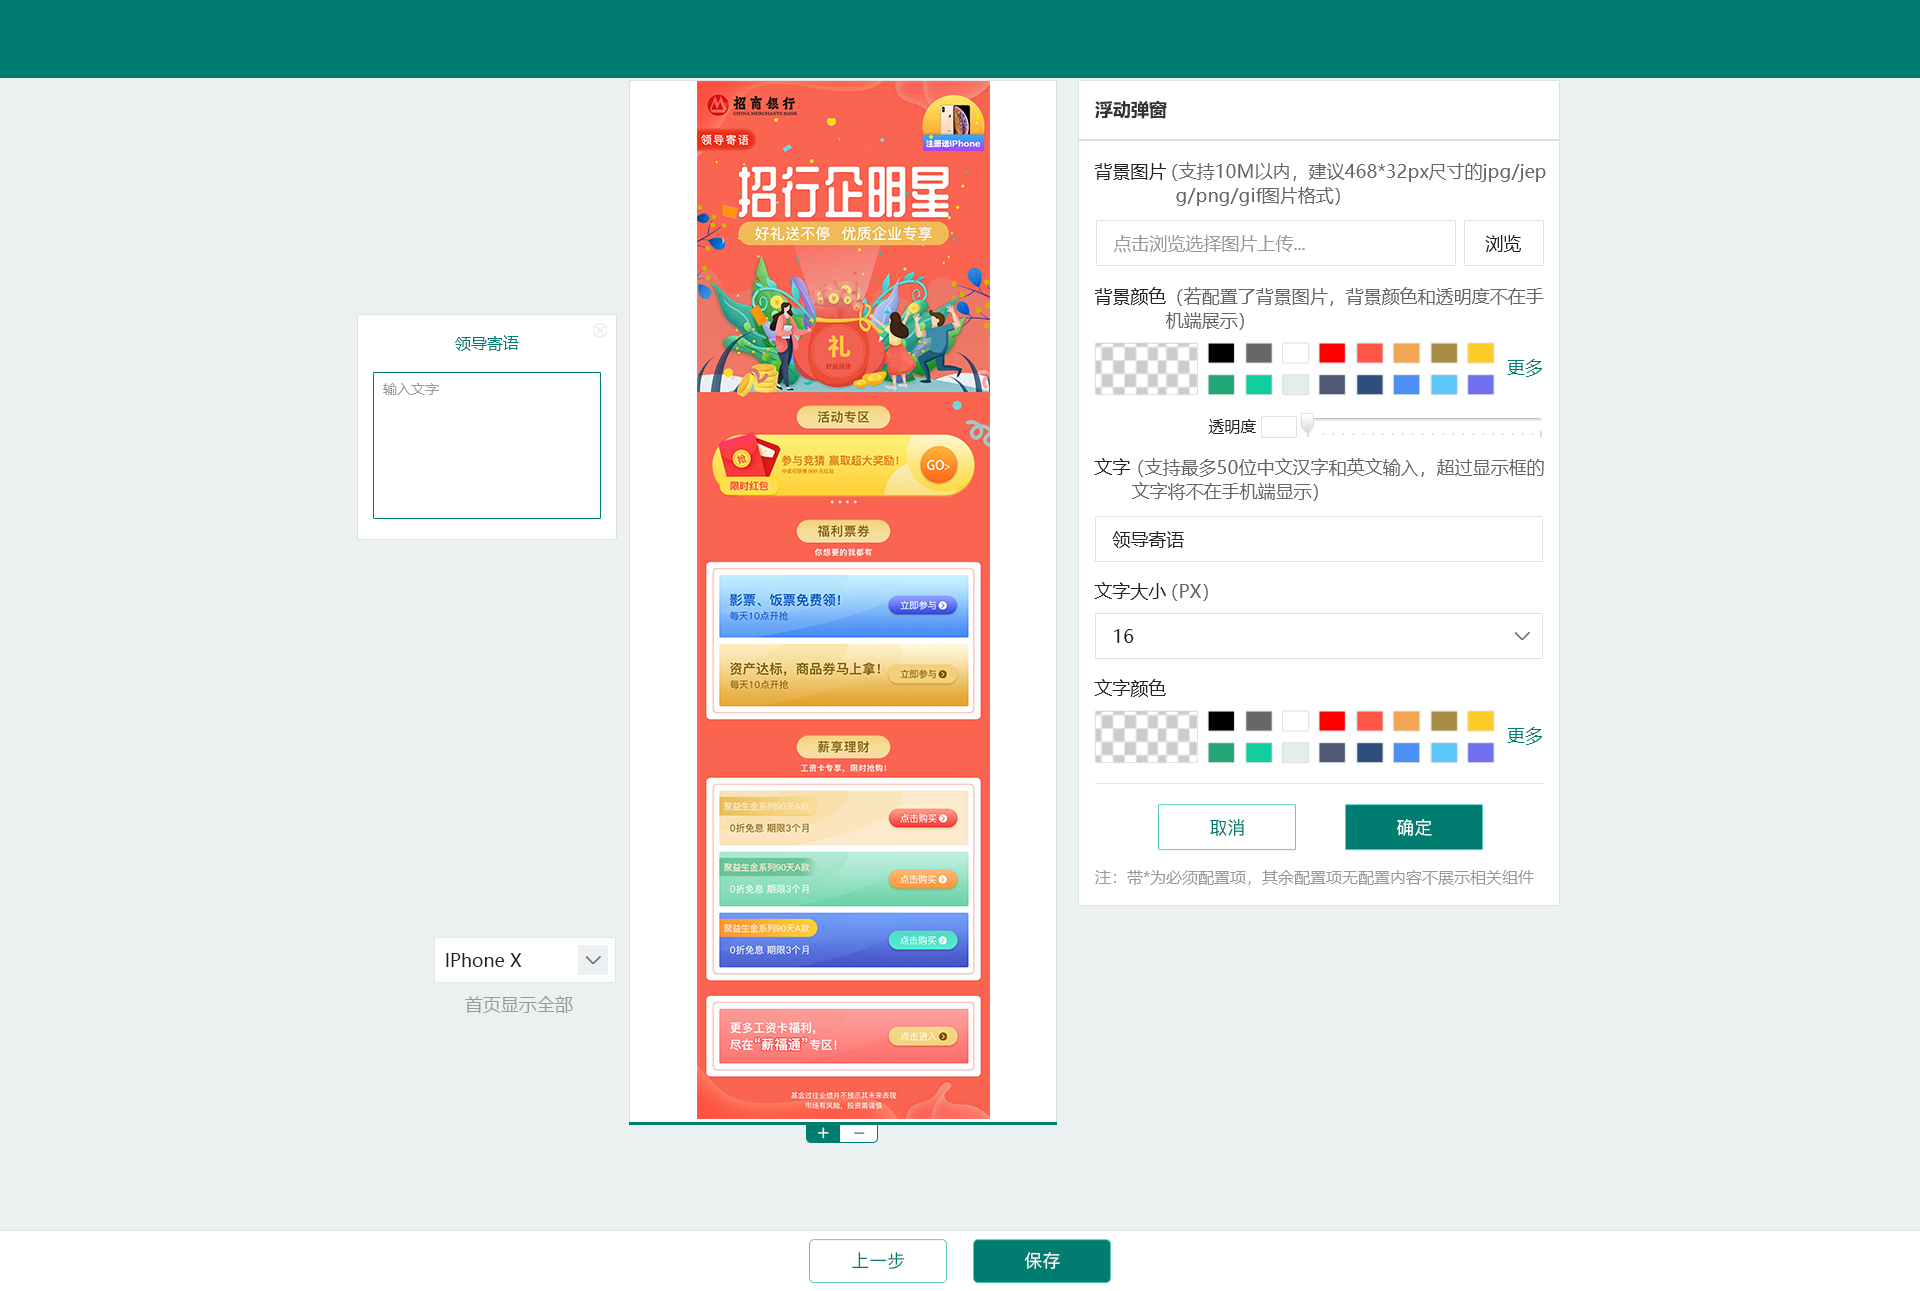 领导寄语
输入文字
IPhone X
首页显示全部
招商银行
CHINA MERCHANTS BANK
注册送iPhone
领导寄语
招行企明星
好礼送不停 优质企业专享
礼
好运连连
活动专区
抢
限时红包
参与竞猜 赢取超大奖励！
GO>
福利票券
你想要的我都有
影票、饭票免费领！
每天10点开抢
立即参与
资产达标，商品券马上拿！
每天10点开抢
立即参与
薪享理财
工资卡专享，限时抢购！
聚益生金系列90天A款
0折免息 期限3个月
点击购买
聚益生金系列90天A款
0折免息 期限3个月
点击购买
聚益生金系列90天A款
0折免息 期限3个月
点击购买
更多工资卡福利，
尽在“薪福通”专区！
点击进入
基金过往业绩并不预示其未来表现
市场有风险，投资需谨慎
浮动弹窗
背景图片 (支持10M以内，建议468*32px尺寸的jpg/jep
g/png/gif图片格式）
点击浏览选择图片上传...
浏览
背景颜色（若配置了背景图片，背景颜色和透明度不在手
机端展示）
更多
透明度
文字（支持最多50位中文汉字和英文输入，超过显示框的
文字将不在手机端显示）
领导寄语
文字大小（PX）
16
文字颜色
更多
取消
确定
注：带*为必须配置项，其余配置项无配置内容不展示相关组件
上一步
保存